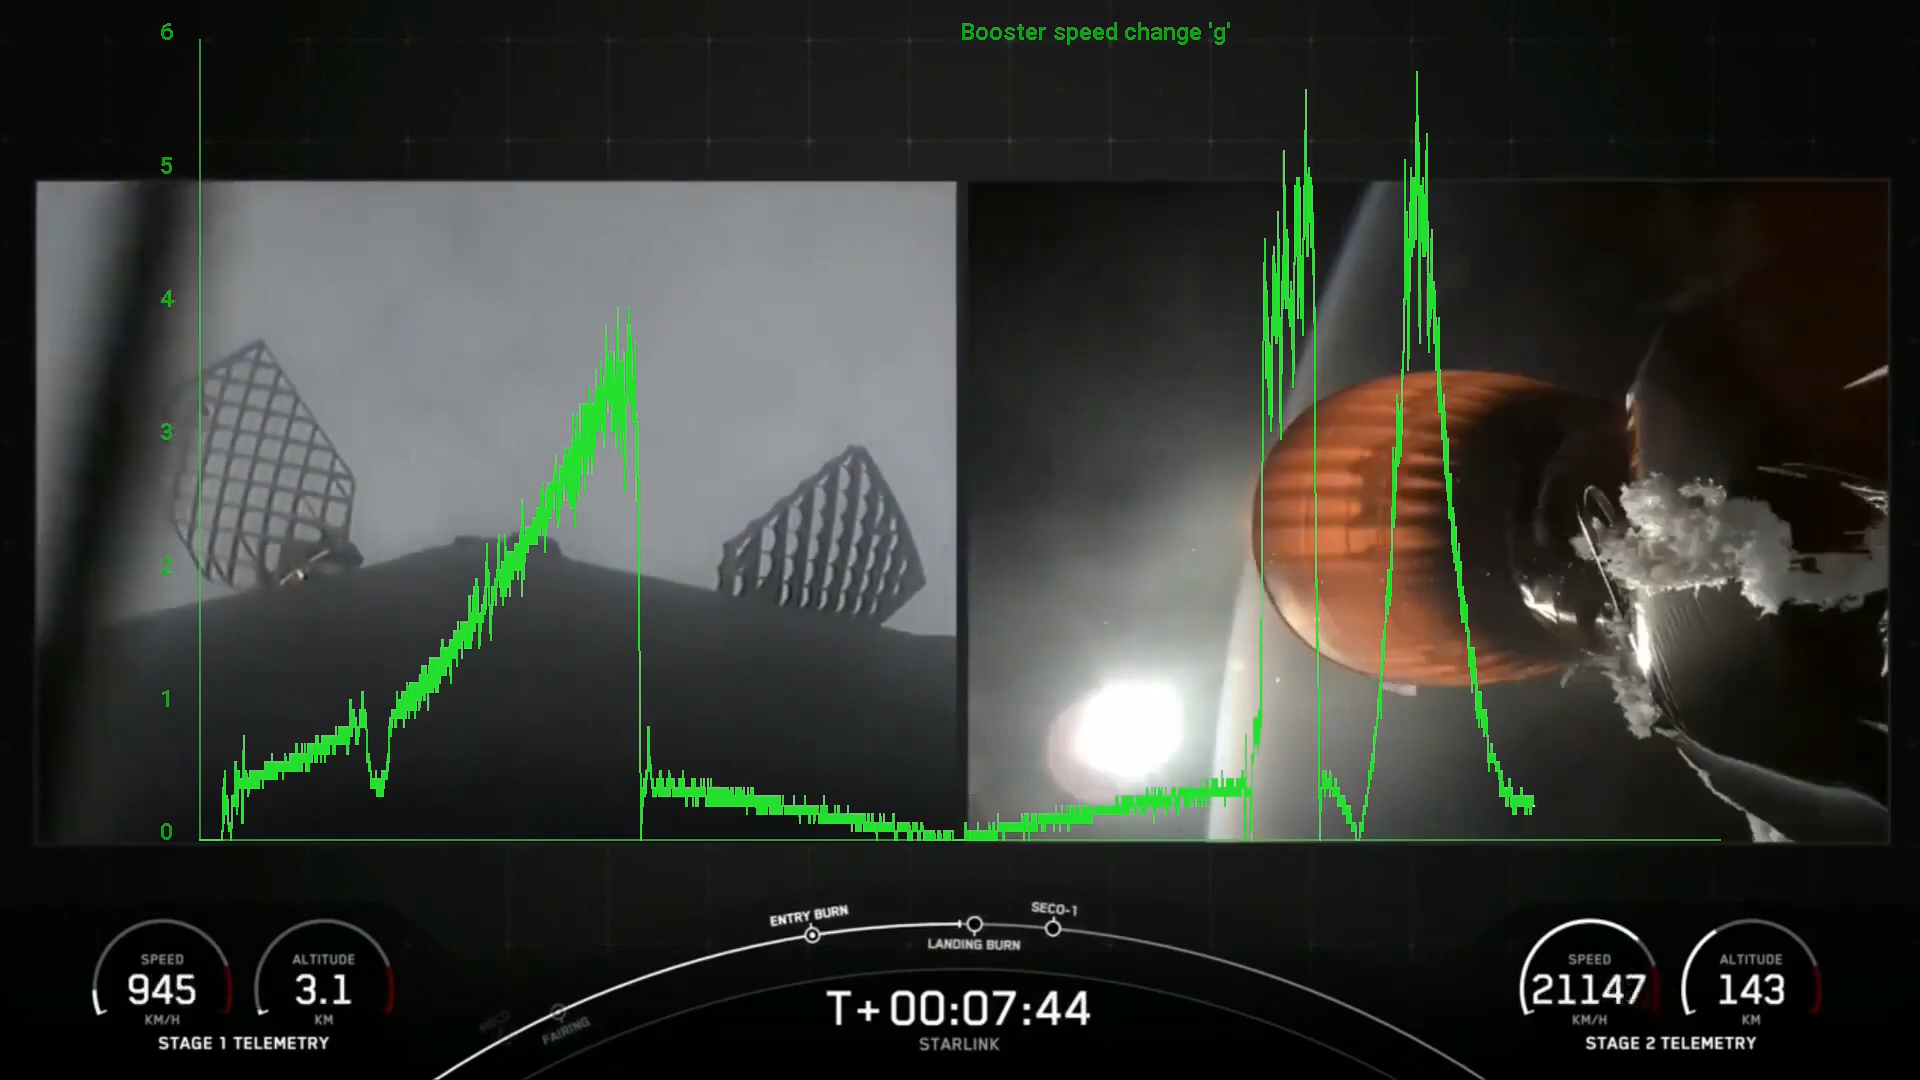 6
Booster speed change 'g'
5
4
3
2
1
0
ENTRY BURN
SECO-1
LANDING BURN
MECO
FAIRING
SPEED
945
KM/H
ALTITUDE
3.1
KM
STAGE 1 TELEMETRY
T+00:07:44
STARLINK
SPEED
21147
KM/H
ALTITUDE
143
KM
STAGE 2 TELEMETRY